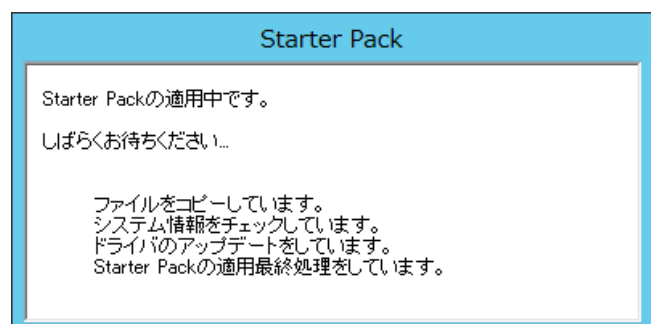 Starter Pack
Starter Packの適用中です。
しばらくお待ちください...
ファイルをコピーしています。
システム情報をチェックしています。
ドライバのアップデートをしています。
Starter Packの適用最終処理をしています。